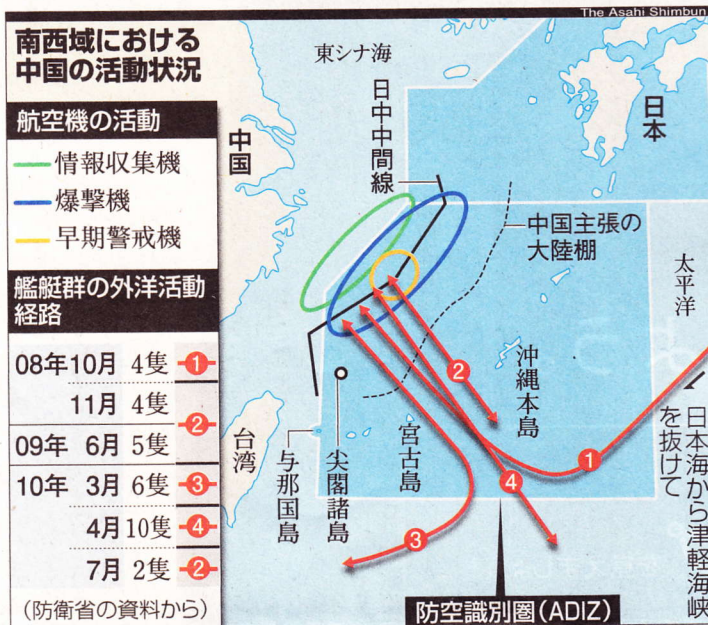 The Asahi Shimbun
南西域における
中国の活動状況
航空機の活動
情報収集機
爆撃機
早期警戒機
艦艇群の外洋活動
経路
08年10月 4隻 1
11月 4隻
2
09年 6月 5隻
10年 3月 6隻 3
4月10隻 4
7月 2隻 2
(防衛省の資料から)
東シナ海
日中中間線
中国
日本
中国主張の
大陸棚
太平洋
沖縄本島
宮古島
尖閣諸島
与那国島
台湾
日本海から津軽海峡
を抜けて
1
2
3
4
防空識別圏(ADIZ)